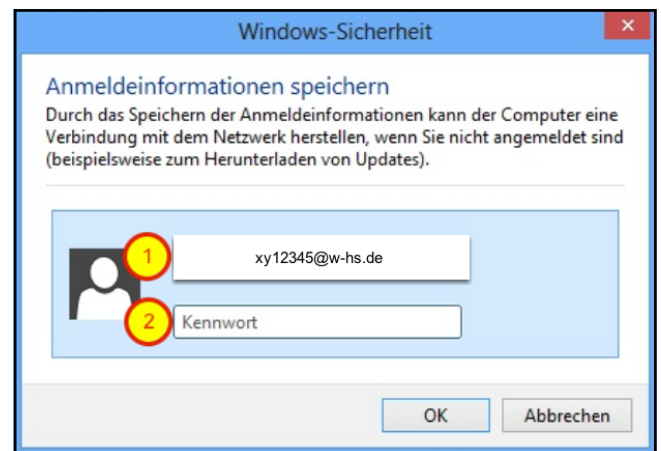 Windows-Sicherheit
Anmeldeinformationen speichern
Durch das Speichern der Anmeldeinformationen kann der Computer eine
Verbindung mit dem Netzwerk herstellen, wenn Sie nicht angemeldet sind
(beispielsweise zum Herunterladen von Updates).
1
xy12345@w-hs.de
2
Kennwort
OK
Abbrechen